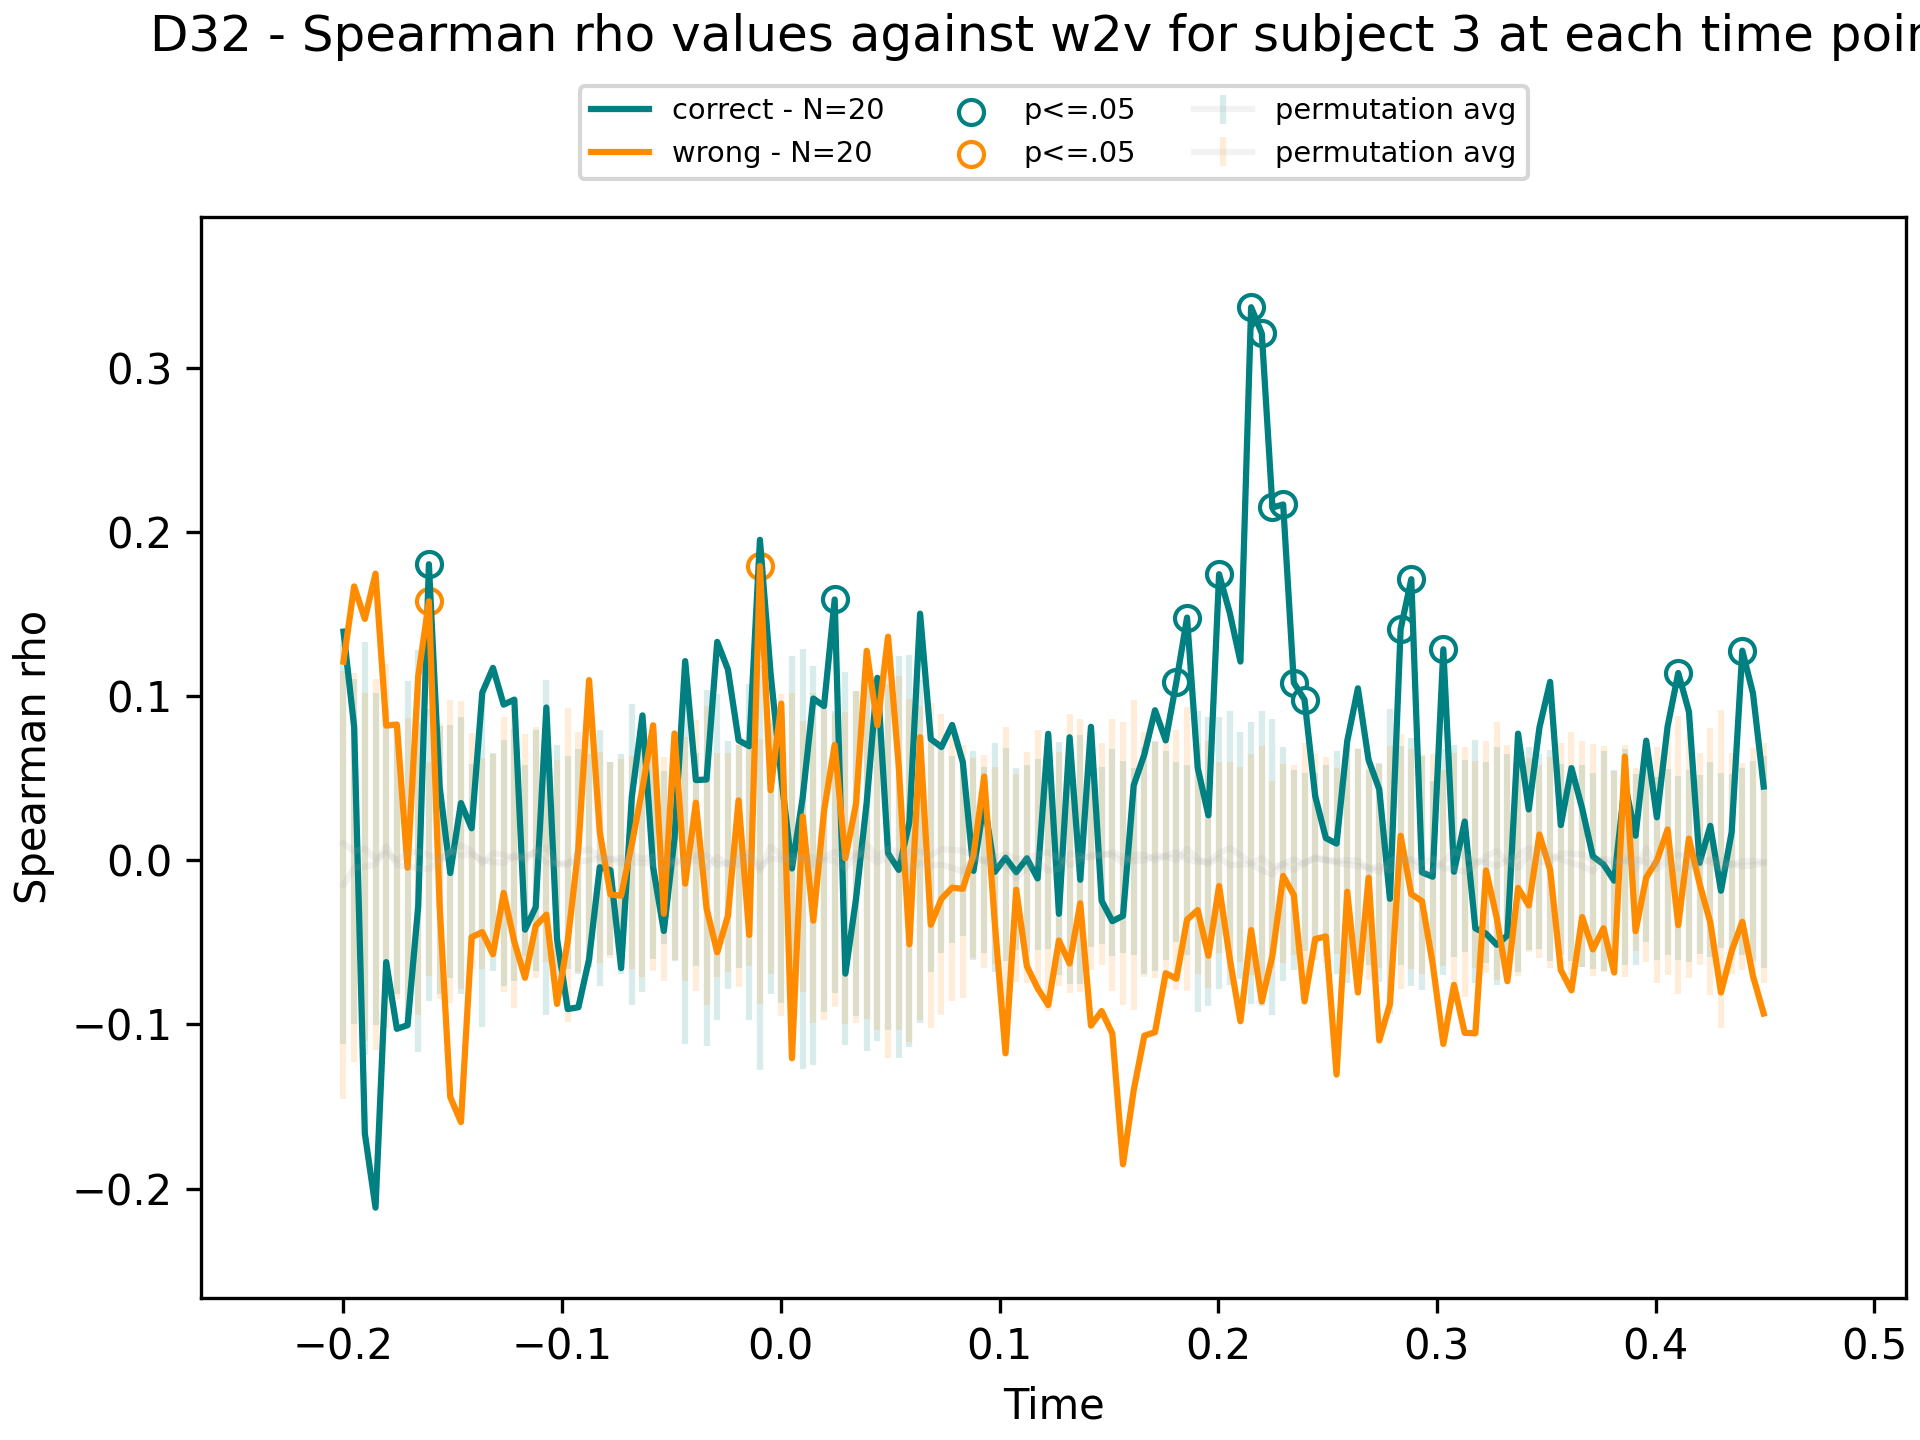 D32 - Spearman rho values against w2v for subject 3 at each time poin
correct - N=20 p<=.05 permutation avg
wrong - N=20 p<=.05 permutation avg
Spearman rho
0.3
0.2
0.1
0.0
−0.1
−0.2
−0.2 −0.1 0.0 0.1 0.2 0.3 0.4 0.5
Time